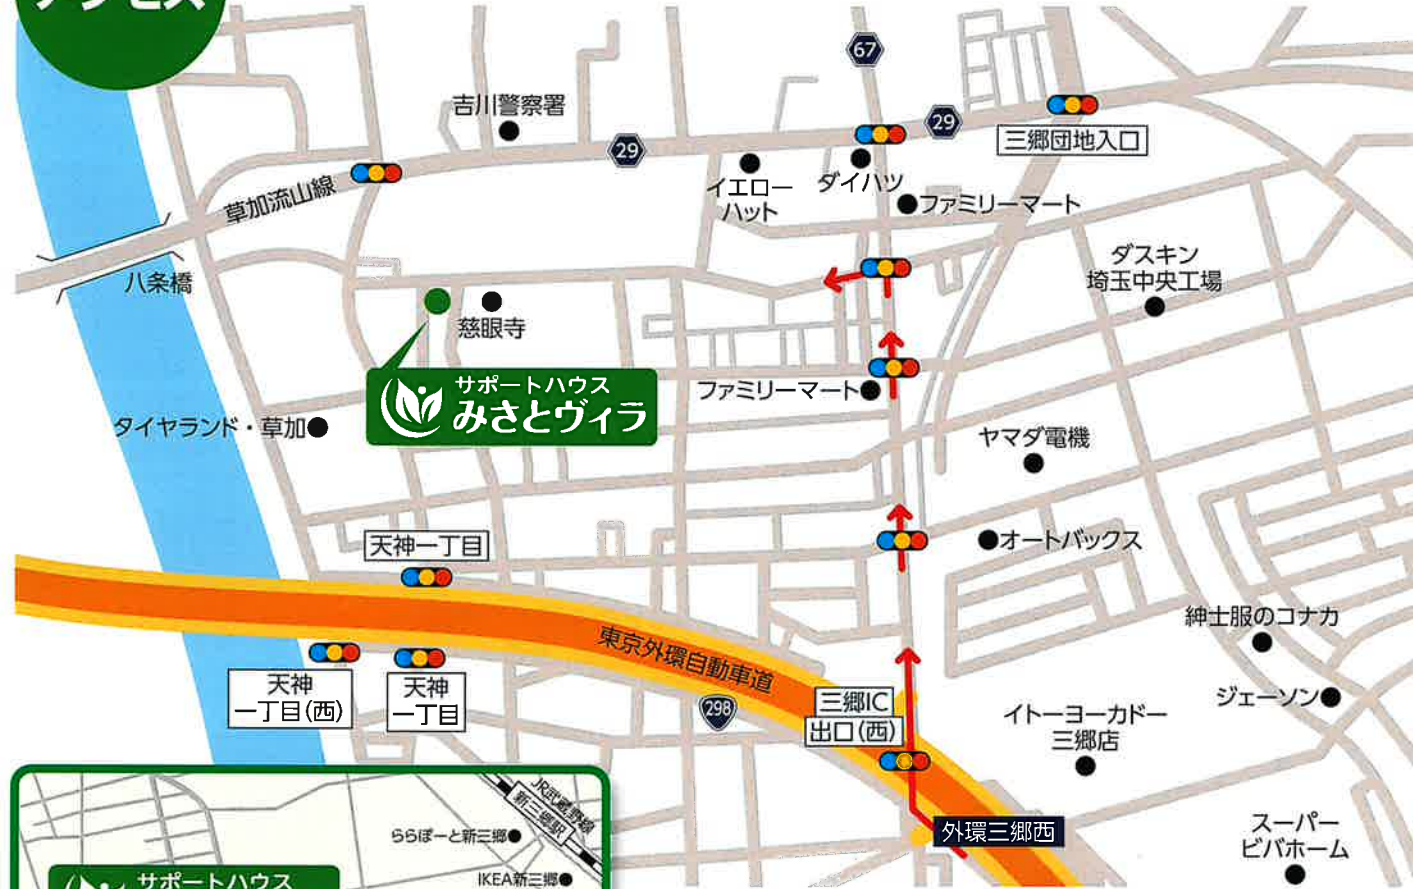 アクセス
67
吉川警察署
29
29
三郷団地入口
草加流山線
イエロー
ハット
ダイハツ
ファミリーマート
八条橋
慈眼寺
ダスキン
埼玉中央工場
サポートハウス
みさとヴィラ
ファミリーマート
タイヤランド・草加
ヤマダ電機
天神一丁目
オートバックス
紳士服のコナカ
東京外環自動車道
天神
一丁目(西)
天神
一丁目
298
三郷IC
出口(西)
ジェーソン
イトーヨーカドー
三郷店
外環三郷西
スーパー
ビバホーム
JR武蔵野線
新三郷駅
ららぽーと新三郷
IKEA新三郷
サポートハウス